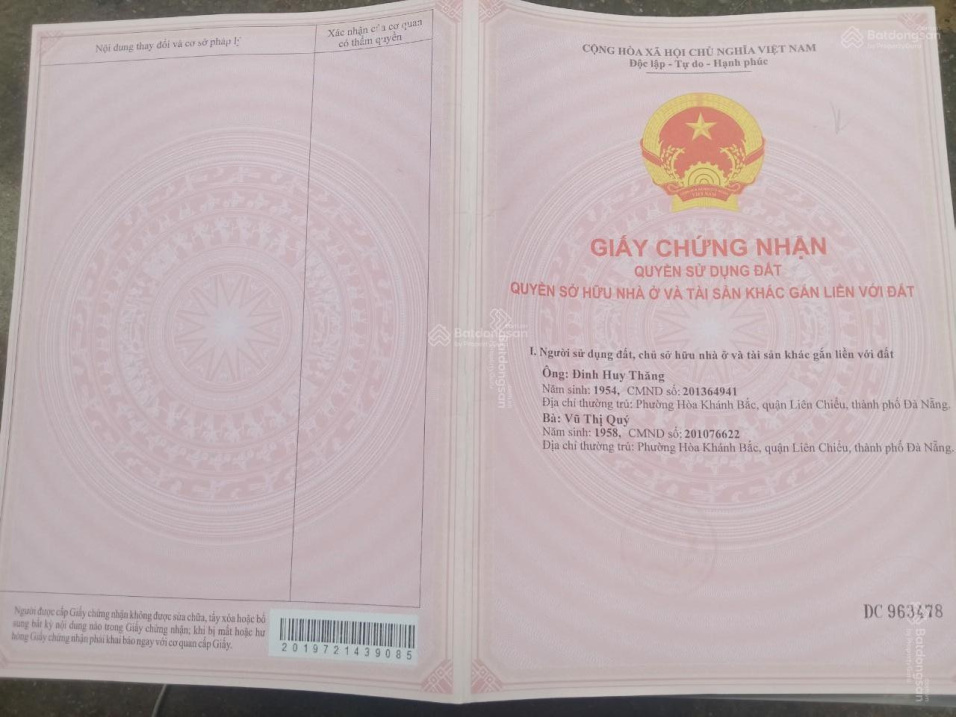 Nội dung thay đổi và cơ sở pháp lý
Xác nhận của cơ quan
có thẩm quyền
Người được cấp Giấy chứng nhận không được sửa chữa, tẩy xóa hoặc bổ
sung bất kỳ nội dung nào trong Giấy chứng nhận; khi bị mất hoặc hư
hỏng Giấy chứng nhận phải khai báo ngay với cơ quan cấp Giấy.
2019721439085
CỘNG HÒA XÃ HỘI CHỦ NGHĨA VIỆT NAM
Độc lập - Tự do - Hạnh phúc
GIẤY CHỨNG NHẬN
QUYỀN SỬ DỤNG ĐẤT
QUYỀN SỞ HỮU NHÀ Ở VÀ TÀI SẢN KHÁC GẮN LIỀN VỚI ĐẤT
I. Người sử dụng đất, chủ sở hữu nhà ở và tài sản khác gắn liền với đất
Ông: Đinh Huy Thăng
Năm sinh: 1954, CMND số: 201364941
Địa chỉ thường trú: Phường Hòa Khánh Bắc, quận Liên Chiểu, thành phố Đà Nẵng.
Bà: Vũ Thị Quý
Năm sinh: 1958, CMND số: 201076622
Địa chỉ thường trú: Phường Hòa Khánh Bắc, quận Liên Chiểu, thành phố Đà Nẵng.
DC 963478
Batdongsan
Batdongsan
Batdongsan